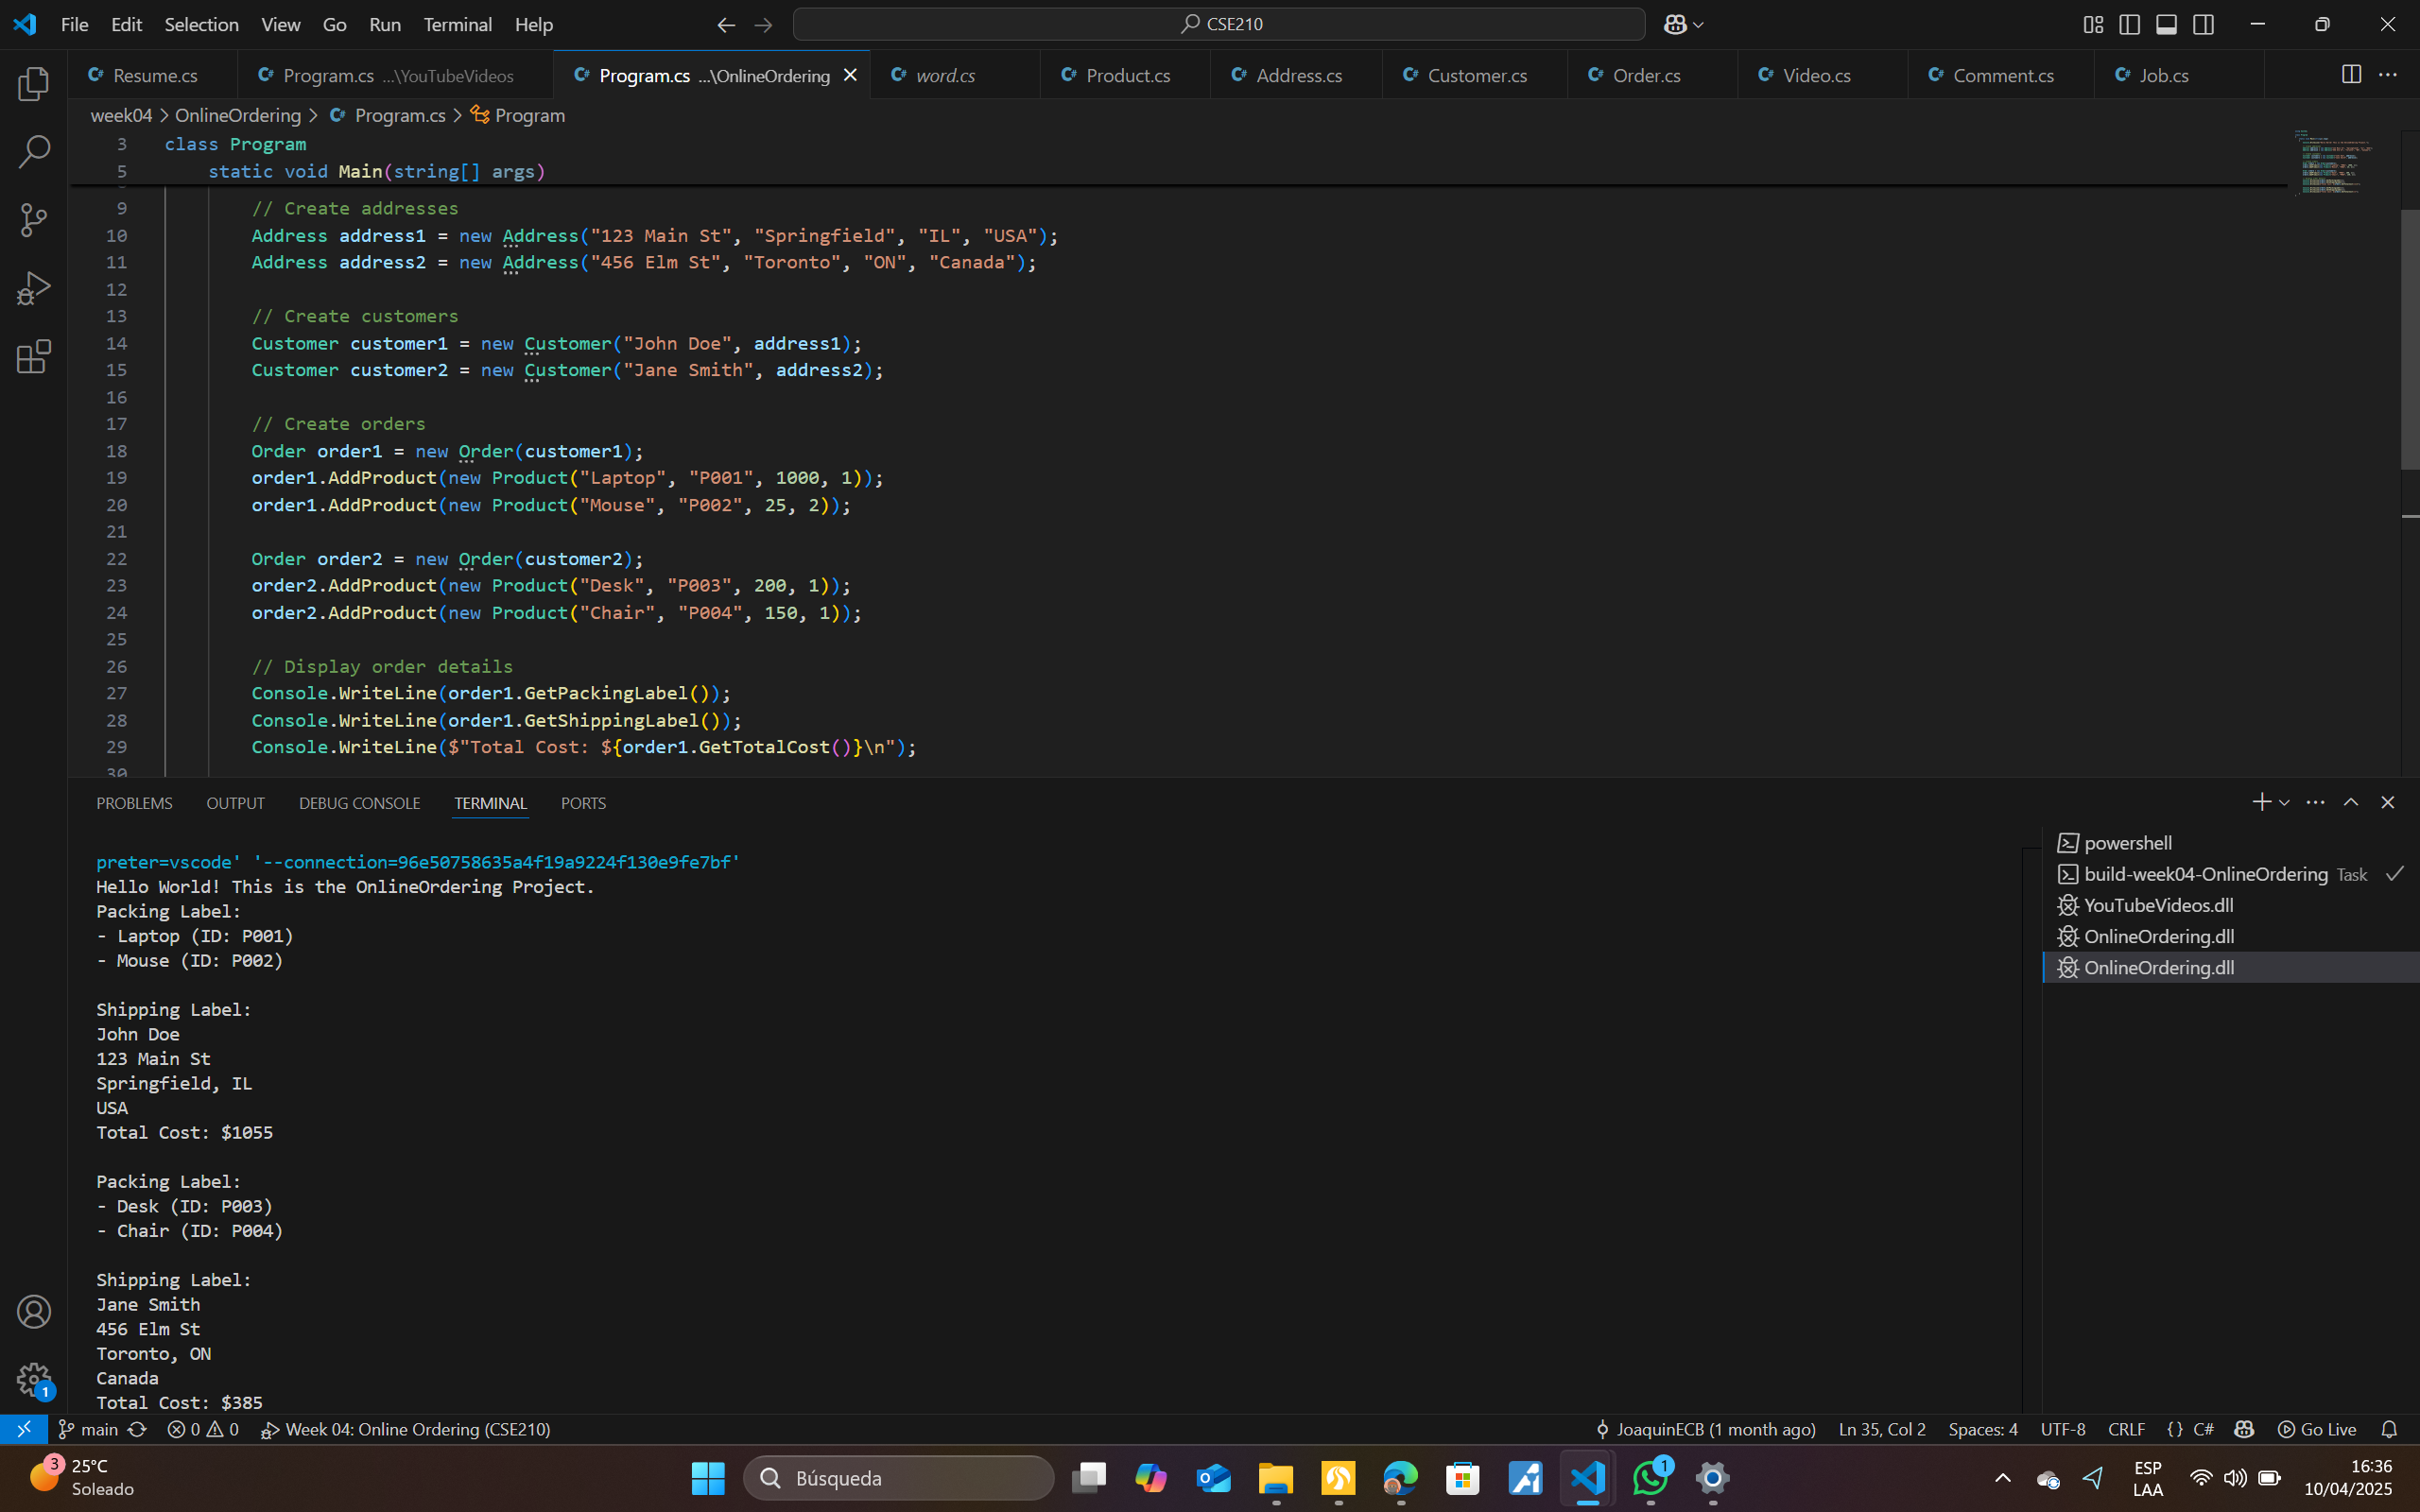 File Edit Selection View Go Run Terminal Help
CSE210
Resume.cs
Program.cs ...\YouTubeVideos
Program.cs ...\OnlineOrdering
word.cs
Product.cs
Address.cs
Customer.cs
Order.cs
Video.cs
Comment.cs
Job.cs
week04 > OnlineOrdering > Program.cs > Program
3 class Program
5 static void Main(string[] args)
9 // Create addresses
10 Address address1 = new Address("123 Main St", "Springfield", "IL", "USA");
11 Address address2 = new Address("456 Elm St", "Toronto", "ON", "Canada");
12
13 // Create customers
14 Customer customer1 = new Customer("John Doe", address1);
15 Customer customer2 = new Customer("Jane Smith", address2);
16
17 // Create orders
18 Order order1 = new Order(customer1);
19 order1.AddProduct(new Product("Laptop", "P001", 1000, 1));
20 order1.AddProduct(new Product("Mouse", "P002", 25, 2));
21
22 Order order2 = new Order(customer2);
23 order2.AddProduct(new Product("Desk", "P003", 200, 1));
24 order2.AddProduct(new Product("Chair", "P004", 150, 1));
25
26 // Display order details
27 Console.WriteLine(order1.GetPackingLabel());
28 Console.WriteLine(order1.GetShippingLabel());
29 Console.WriteLine($"Total Cost: ${order1.GetTotalCost()}\n");
30
PROBLEMS OUTPUT DEBUG CONSOLE TERMINAL PORTS
preter=vscode' '--connection=96e50758635a4f19a9224f130e9fe7bf'
Hello World! This is the OnlineOrdering Project.
Packing Label:
- Laptop (ID: P001)
- Mouse (ID: P002)
Shipping Label:
John Doe
123 Main St
Springfield, IL
USA
Total Cost: $1055
Packing Label:
- Desk (ID: P003)
- Chair (ID: P004)
Shipping Label:
Jane Smith
456 Elm St
Toronto, ON
Canada
Total Cost: $385
powershell
build-week04-OnlineOrdering Task
YouTubeVideos.dll
OnlineOrdering.dll
OnlineOrdering.dll
1
main 0 0 Week 04: Online Ordering (CSE210)
JoaquinECB (1 month ago) Ln 35, Col 2 Spaces: 4 UTF-8 CRLF {} C# Go Live
3
25°C
Soleado
Búsqueda
1
ESP
LAA
16:36
10/04/2025